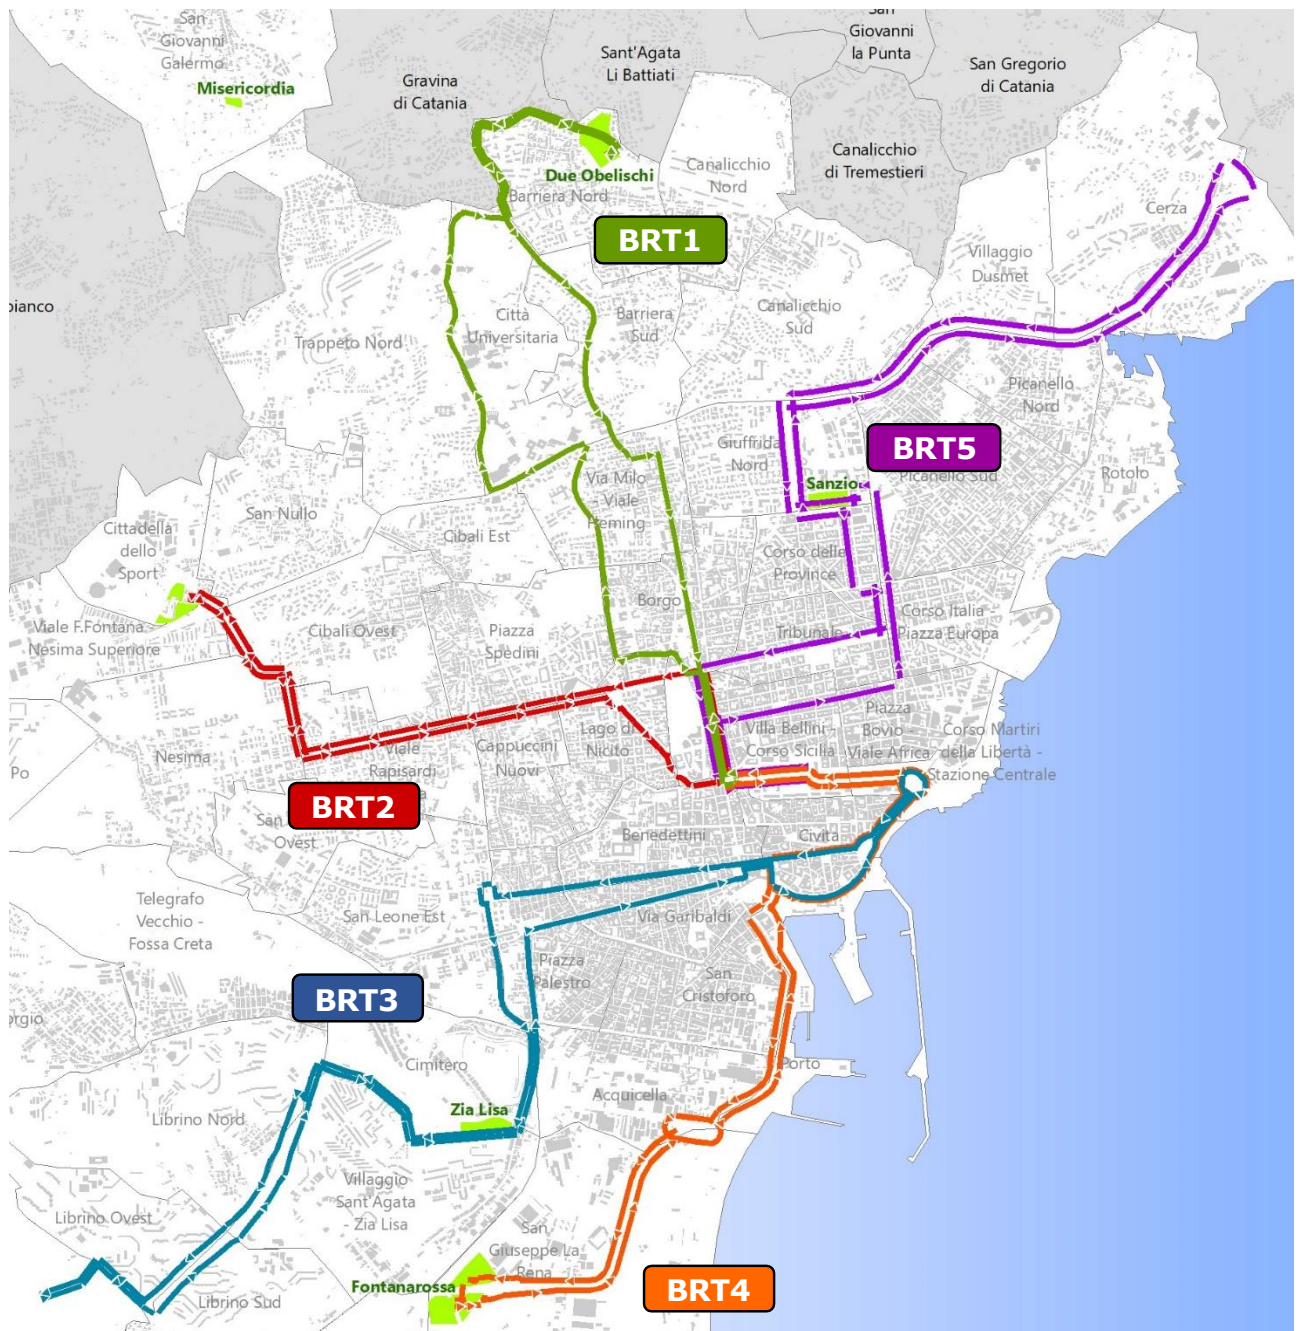 San
Giovanni
Galermo
Misericordia
Gravina
di Catania
Sant'Agata
Li Battiati
San
Giovanni
la Punta
San Gregorio
di Catania
Canalicchio
di Tremestieri
Due Obelischi
Barriera Nord
Canalicchio
Nord
BRT1
Cerza
Villaggio
Dusmet
pianco
Trappeto Nord
Città
Universitaria
Barriera
Sud
Canalicchio
Sud
Picanello
Nord
BRT5
Giuffrida
Nord
Sanzio
Picanello Sud
Rotolo
Via Milo
- Viale
Fleming
San Nullo
Cibali Est
Cittadella
dello
Sport
Corso delle
Province
Borgo
Viale F.Fontana -
Nesima Superiore
Cibali Ovest
Piazza
Spedini
Tribunale
Corso Italia -
Piazza Europa
Nesima
Viale
Rapisardi
Cappuccini
Nuovi
Lago di
Nicito
Villa Bellini -
Corso Sicilia
Piazza
Bovio -
Viale Africa
Corso Martiri
della Libertà -
Stazione Centrale
Po
BRT2
San
Ovest
Benedettini
Civita
Telegrafo
Vecchio -
Fossa Creta
San Leone Est
Via Garibaldi
Piazza
Palestro
San
Cristoforo
BRT3
orgio
Cimitero
Porto
Zia Lisa
Acquicella
Librino Nord
Villaggio
Sant'Agata
- Zia Lisa
Librino Ovest
San
Giuseppe La
Rena
Fontanarossa
Librino Sud
BRT4